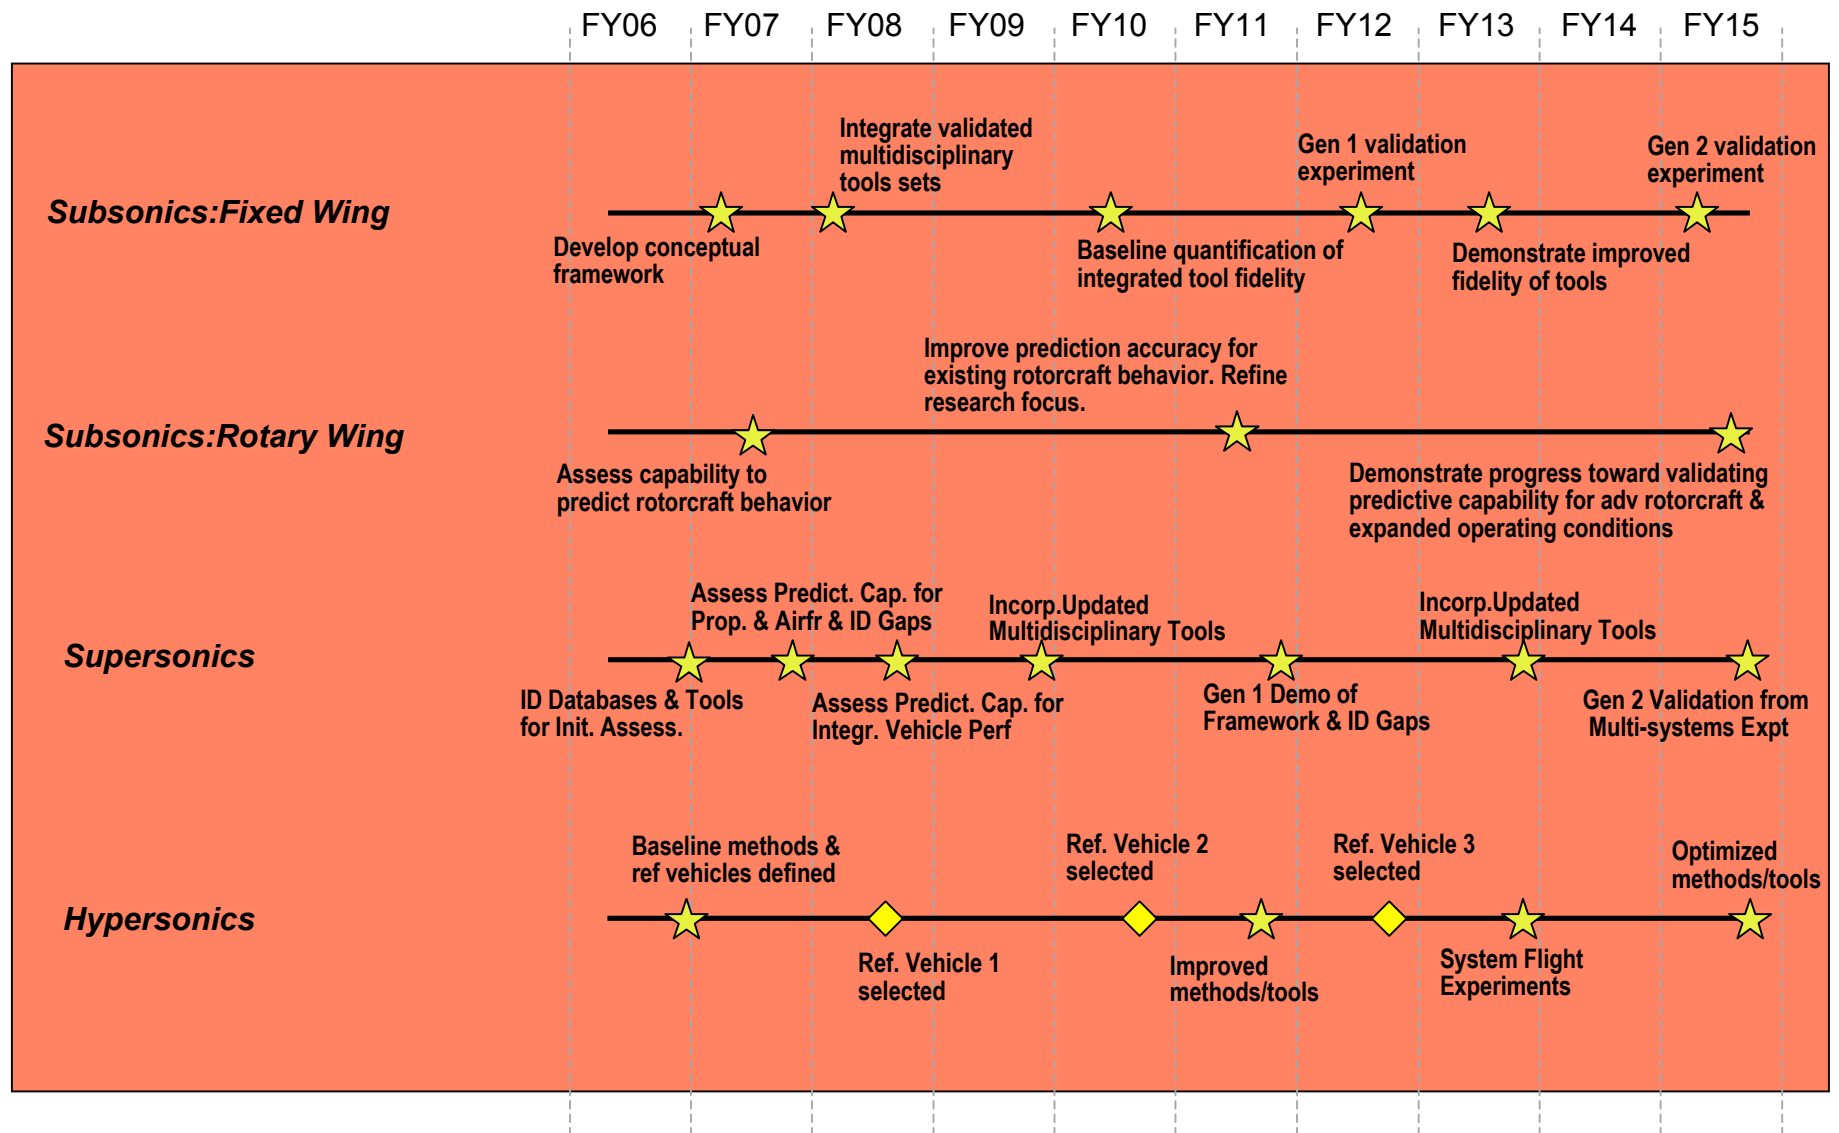 FY06 FY07 FY08 FY09 FY10 FY11 FY12 FY13 FY14 FY15
Subsonics:Fixed Wing
Develop conceptual
framework
Integrate validated
multidisciplinary
tools sets
Baseline quantification of
integrated tool fidelity
Gen 1 validation
experiment
Demonstrate improved
fidelity of tools
Gen 2 validation
experiment
Subsonics:Rotary Wing
Assess capability to
predict rotorcraft behavior
Improve prediction accuracy for
existing rotorcraft behavior. Refine
research focus.
Demonstrate progress toward validating
predictive capability for adv rotorcraft &
expanded operating conditions
Supersonics
ID Databases & Tools
for Init. Assess.
Assess Predict. Cap. for
Prop. & Airfr & ID Gaps
Assess Predict. Cap. for
Integr. Vehicle Perf
Incorp.Updated
Multidisciplinary Tools
Gen 1 Demo of
Framework & ID Gaps
Incorp.Updated
Multidisciplinary Tools
Gen 2 Validation from
Multi-systems Expt
Hypersonics
Baseline methods &
ref vehicles defined
Ref. Vehicle 1
selected
Ref. Vehicle 2
selected
Improved
methods/tools
Ref. Vehicle 3
selected
System Flight
Experiments
Optimized
methods/tools